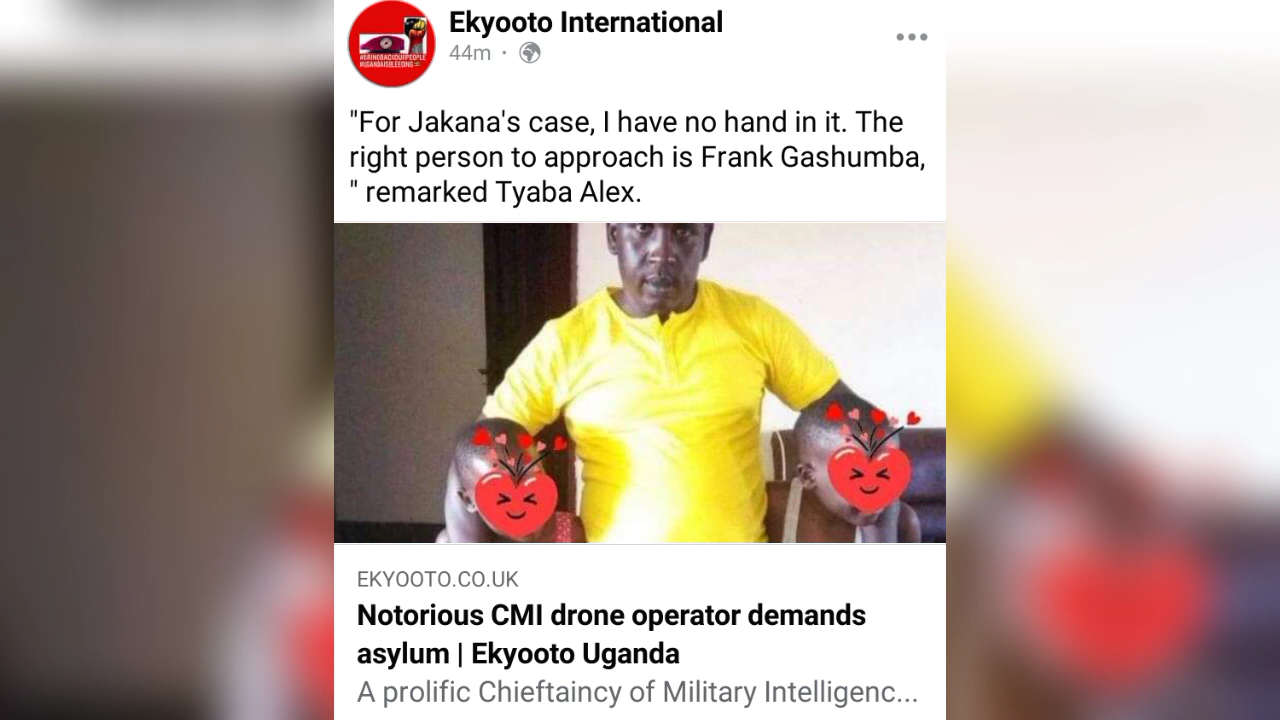 Ekyooto International
44m ·
#BRINGBACKOURPEOPLE
#UGANDAISBLEEDING
"For Jakana's case, I have no hand in it. The
right person to approach is Frank Gashumba,
" remarked Tyaba Alex.
EKYOOTO.CO.UK
Notorious CMI drone operator demands
asylum | Ekyooto Uganda
A prolific Chieftaincy of Military Intelligenc...